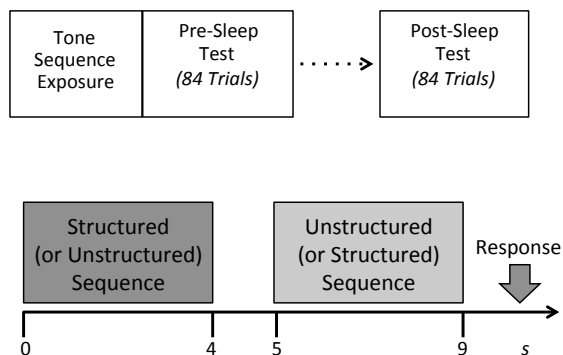 Tone
Sequence
Exposure
Pre-Sleep
Test
(84 Trials)
Post-Sleep
Test
(84 Trials)
Structured
(or Unstructured)
Sequence
Unstructured
(or Structured)
Sequence
Response
0
4
5
9
s